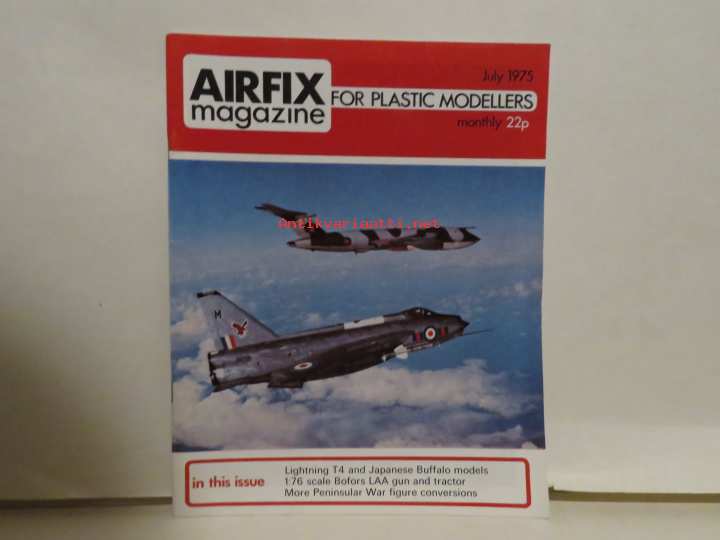 July 1975
AIRFIX
magazine
FOR PLASTIC MODELLERS
monthly 22p
Antikvariaatti.net
M
in this issue
Lightning T4 and Japanese Buffalo models
1:76 scale Bofors LAA gun and tractor
More Peninsular War figure conversions